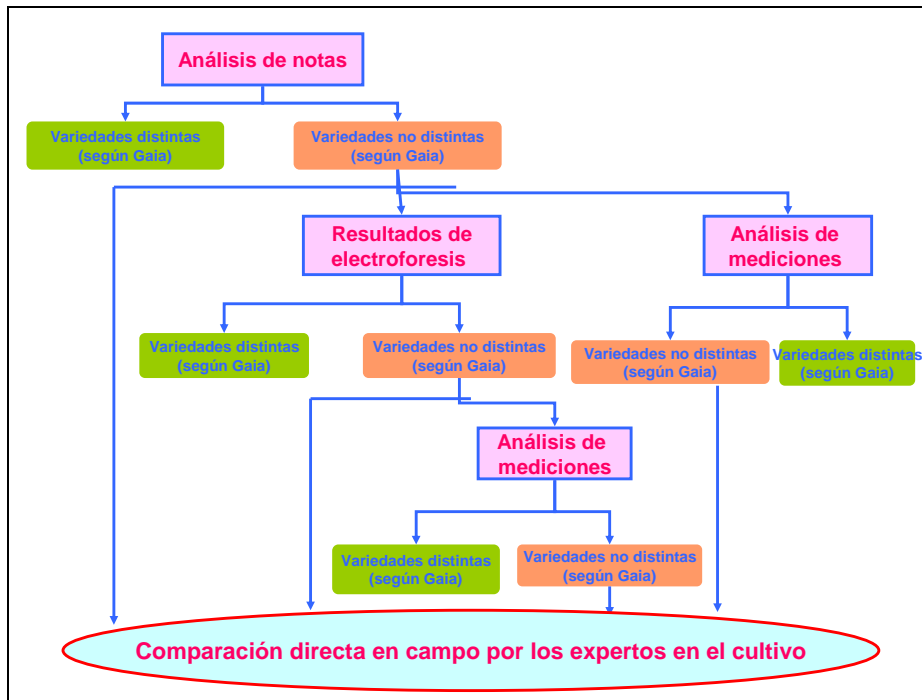 Análisis de notas
Variedades distintas
(según Gaia)
Variedades no distintas
(según Gaia)
Resultados de
electroforesis
Análisis de
mediciones
Variedades distintas
(según Gaia)
Variedades no distintas
(según Gaia)
Variedades no distintas
(según Gaia)
Variedades distintas
(según Gaia)
Análisis de
mediciones
Variedades distintas
(según Gaia)
Variedades no distintas
(según Gaia)
Comparación directa en campo por los expertos en el cultivo